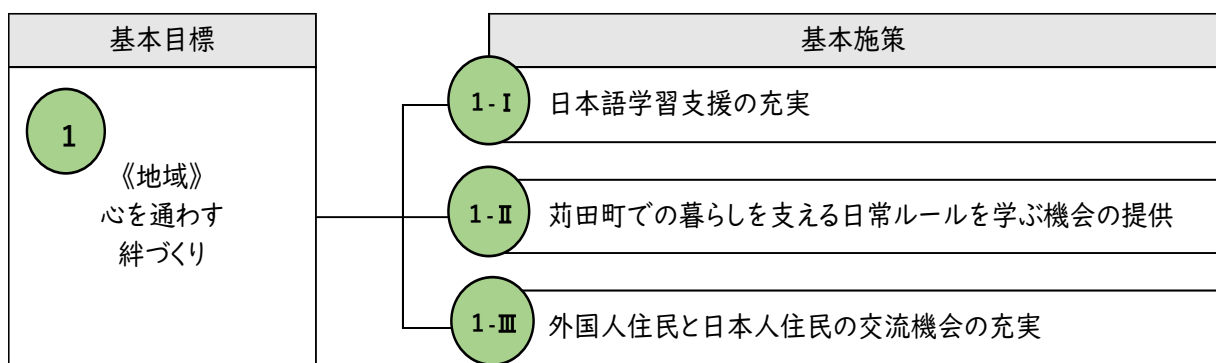 基本目標
1
《地域》
心を通わす
絆づくり
基本施策
1-Ⅰ 日本語学習支援の充実
1-Ⅱ 苅田町での暮らしを支える日常ルールを学ぶ機会の提供
1-Ⅲ 外国人住民と日本人住民の交流機会の充実